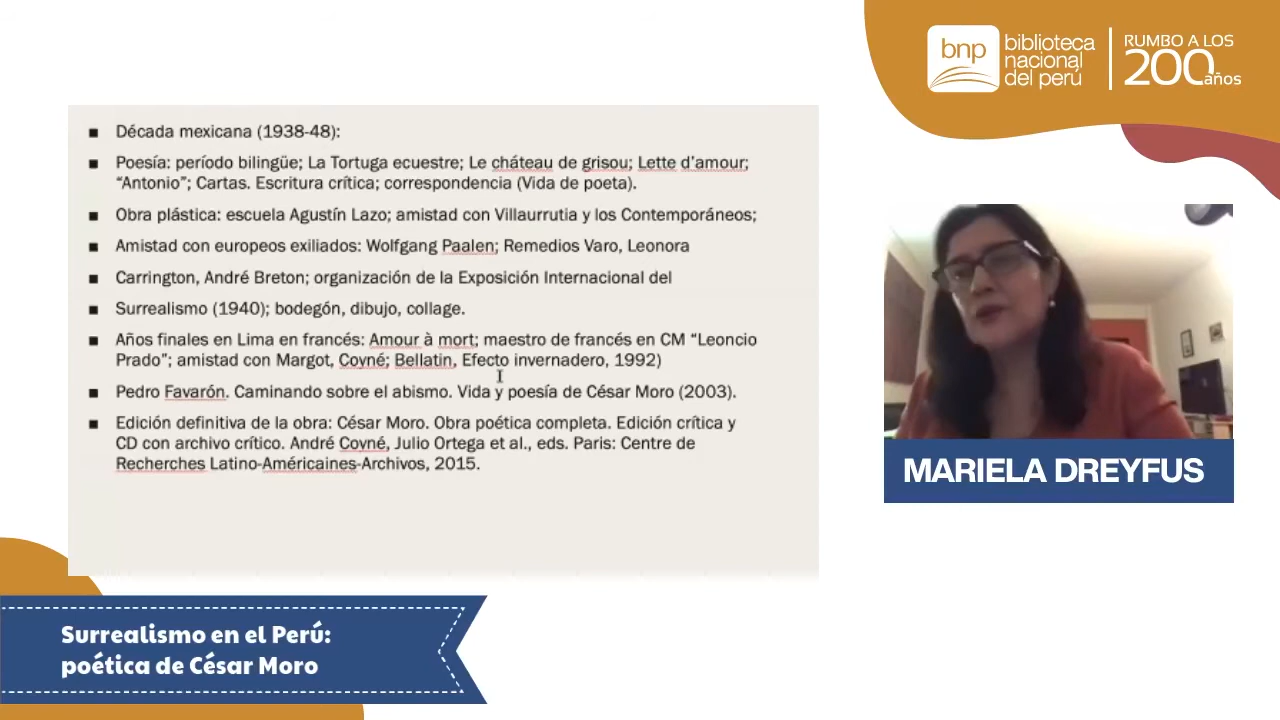 bnp
biblioteca
nacional
del perú
RUMBO A LOS
200 años
■ Década mexicana (1938-48):
■ Poesía: período bilingüe; La Tortuga ecuestre; Le cháteau de grisou; Lette d’amour;
“Antonio”; Cartas. Escritura crítica; correspondencia (Vida de poeta).
■ Obra plástica: escuela Agustín Lazo; amistad con Villaurrutia y los Contemporáneos;
■ Amistad con europeos exiliados: Wolfgang Paalen; Remedios Varo, Leonora
■ Carrington, André Breton; organización de la Exposición Internacional del
■ Surrealismo (1940); bodegón, dibujo, collage.
■ Años finales en Lima en francés: Amour à mort; maestro de francés en CM “Leoncio
Prado”; amistad con Margot, Coyné; Bellatin, Efecto invernadero, 1992)
■ Pedro Favarón. Caminando sobre el abismo. Vida y poesía de César Moro (2003).
■ Edición definitiva de la obra: César Moro. Obra poética completa. Edición crítica y
CD con archivo crítico. André Coyné, Julio Ortega et al., eds. Paris: Centre de
Recherches Latino-Américaines-Archivos, 2015.
MARIELA DREYFUS
Surrealismo en el Perú:
poética de César Moro